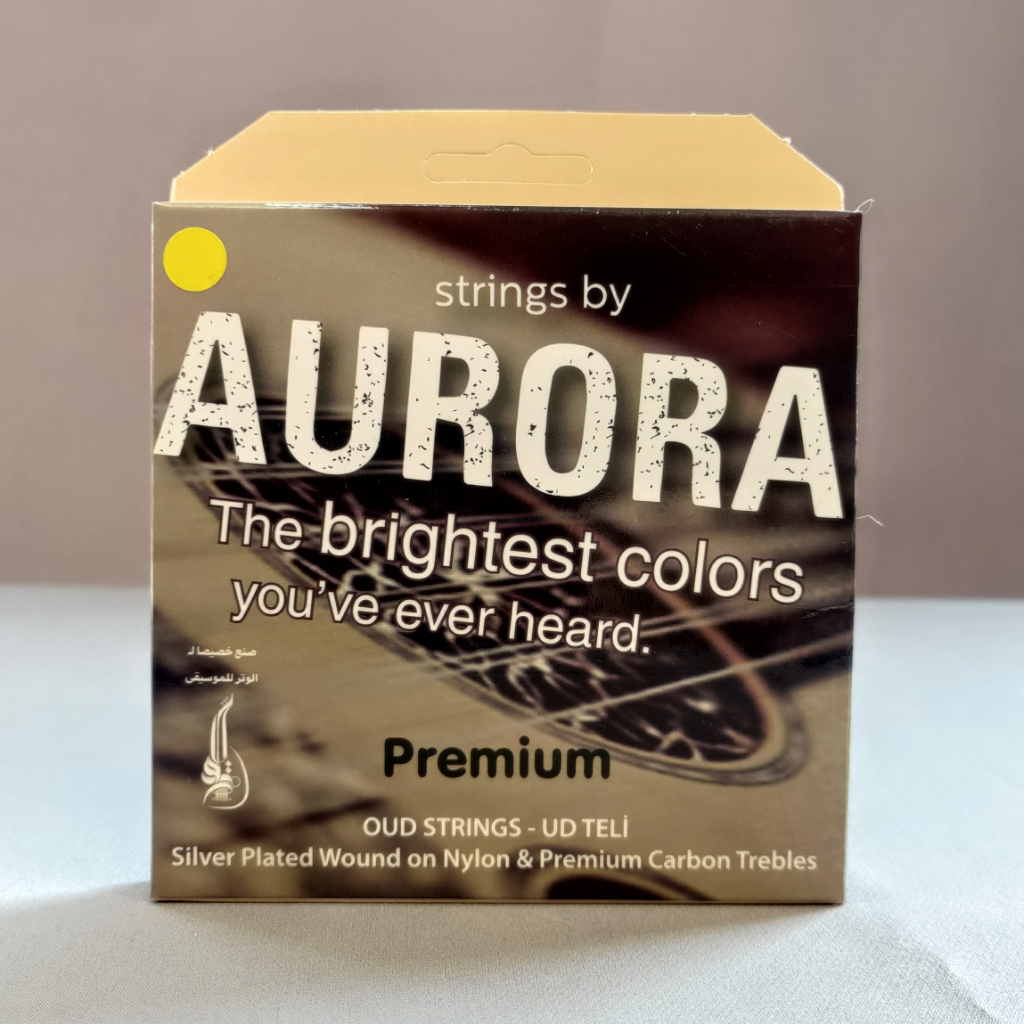 strings by
AURORA
The brightest colors
you've ever heard.
صنع خصيصا لـ
الوتر للموسيقى
Premium
OUD STRINGS - UD TELİ
Silver Plated Wound on Nylon & Premium Carbon Trebles